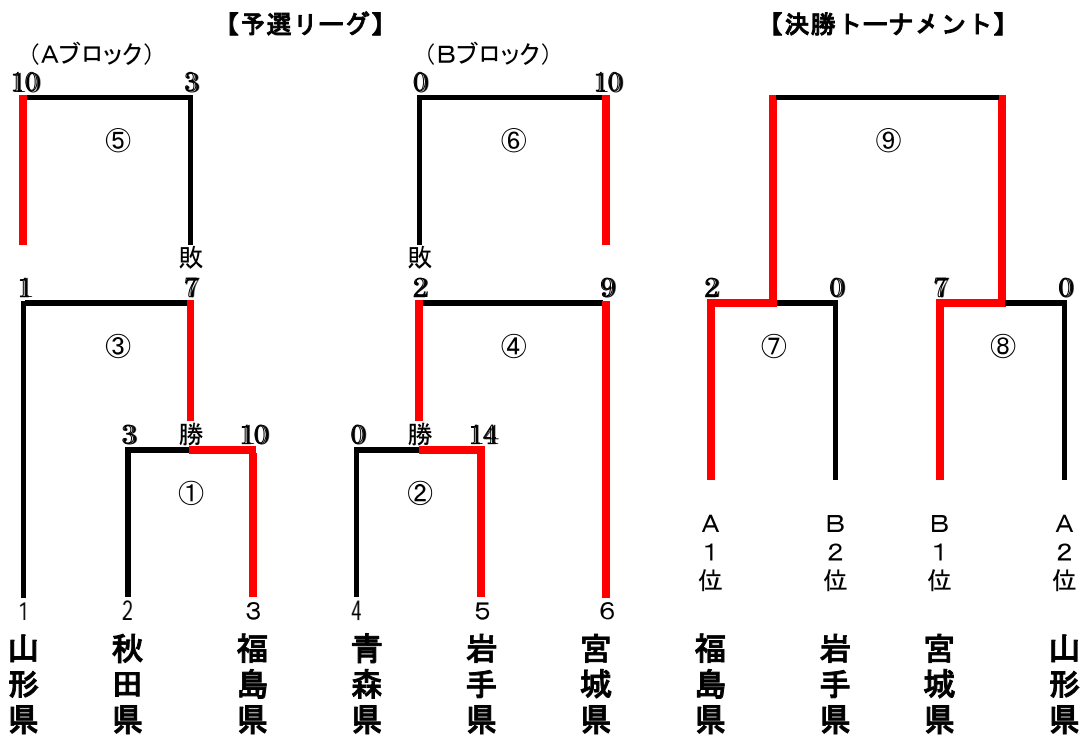 【予選リーグ】
【決勝トーナメント】
（Aブロック）
（Bブロック）
10 3
0 10
⑤
⑥
⑨
敗
敗
1 7
2 9
2 0
7 0
③
④
⑦
⑧
3 勝 10
0 勝 14
①
②
A1位
B2位
B1位
A2位
1
2
3
4
5
6
山形県
秋田県
福島県
青森県
岩手県
宮城県
福島県
岩手県
宮城県
山形県